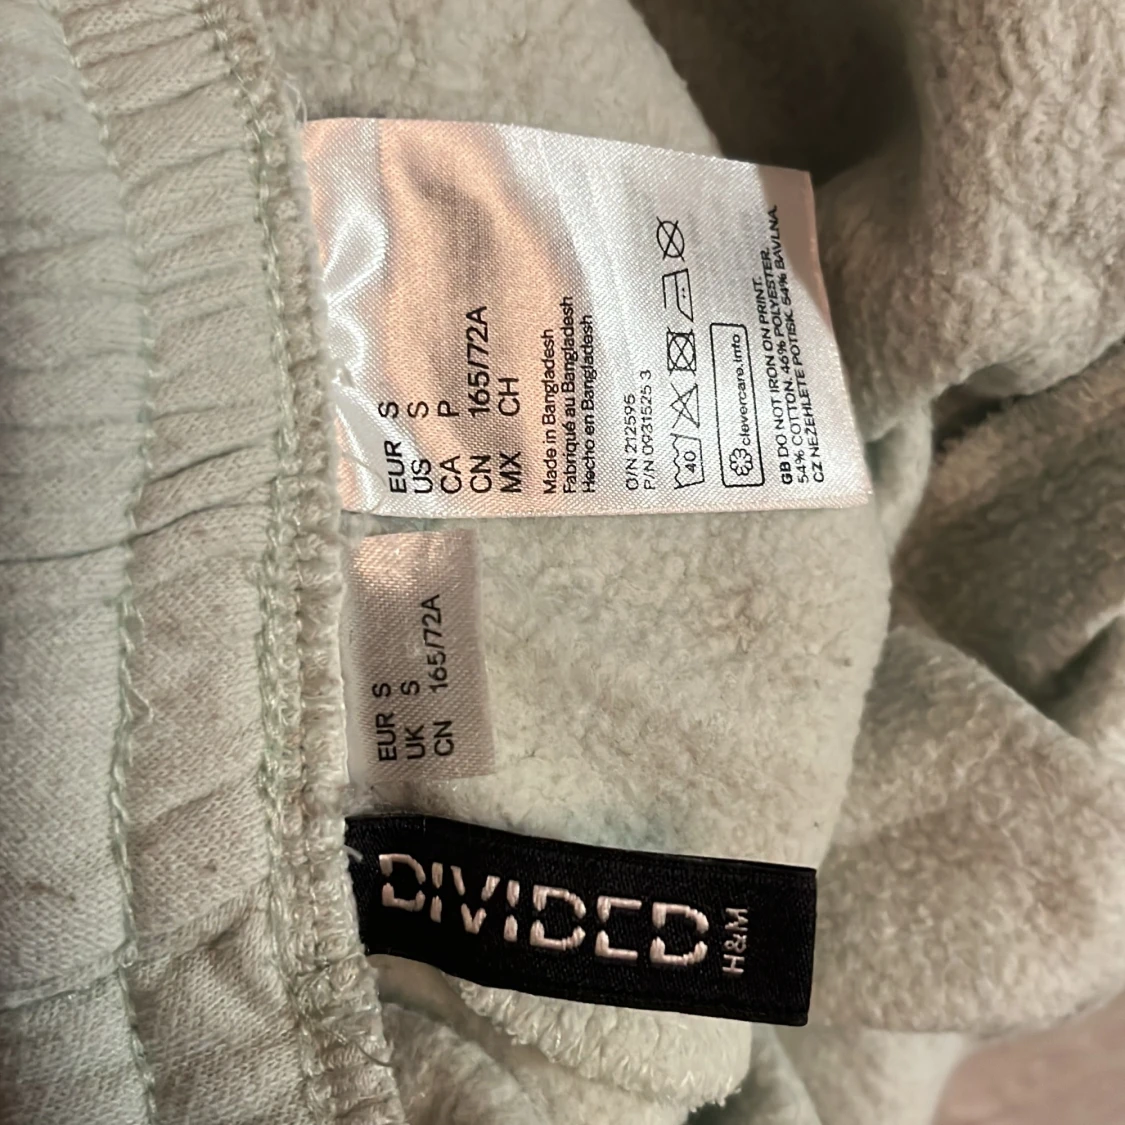 EUR S
US S
CA P
CN 165/72A
MX CH
Made in Bangladesh
Fabriqué au Bangladesh
Hecho en Bangladesh
O/N 212595
P/N 0931525 3
40
clevercare.info
GB DO NOT IRON ON PRINT.
54% COTTON. 46% POLYESTER.
CZ NEŽEHLETE POTISK. 54% BAVLNA.
EUR S
UK S
CN 165/72A
DIVIDED
H&M